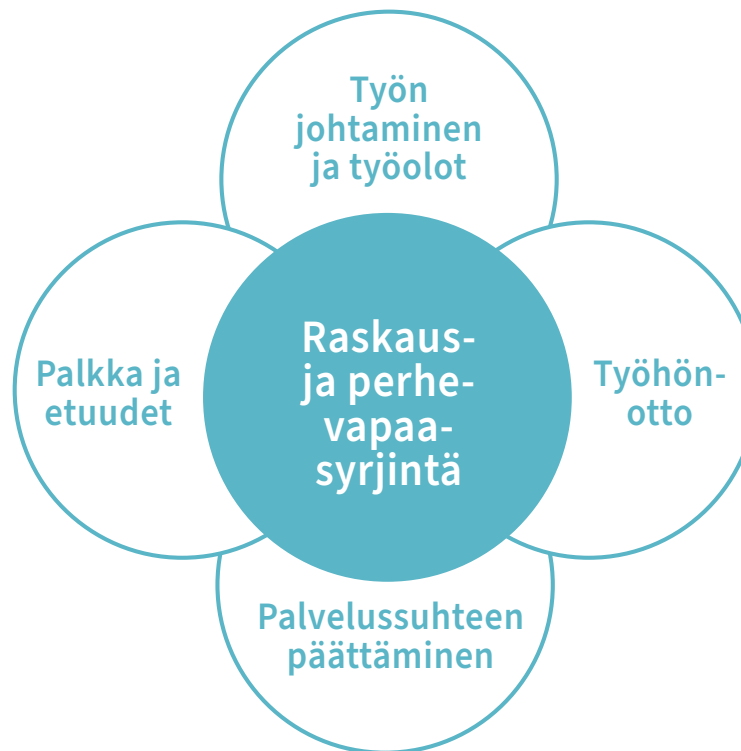 Työn
johtaminen
ja työolot
Raskaus-
ja perhe-
vapaa-
syrjintä
Palkka ja
etuudet
Työhön-
otto
Palvelussuhteen
päättäminen